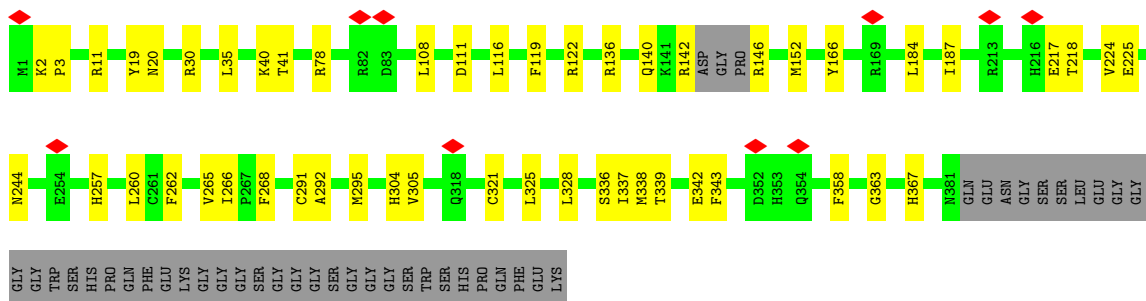 M1 K2 P3 R11 Y19 N20 R30 L35 K40 T41 R78 R82 D83 L108 D111 L116 F119 R122 R136 Q140 K141 R142 ASP GLY PRO R146 M152 Y166 R169 L184 I187 R213 H216 E217 T218 V224 E225
N244 E254 H257 L260 C261 F262 V265 I266 P267 F268 C291 A292 M295 H304 V305 Q318 C321 L325 L328 S336 I337 M338 T339 E342 F343 D352 H353 Q354 F358 G363 H367 N381 GLN GLU ASN GLY SER SER LEU GLU GLY GLY
GLY GLY TRP SER HIS PRO GLN PHE GLU LYS GLY GLY GLY SER GLY GLY GLY SER GLY GLY GLY SER TRP SER HIS PRO GLN PHE GLU LYS